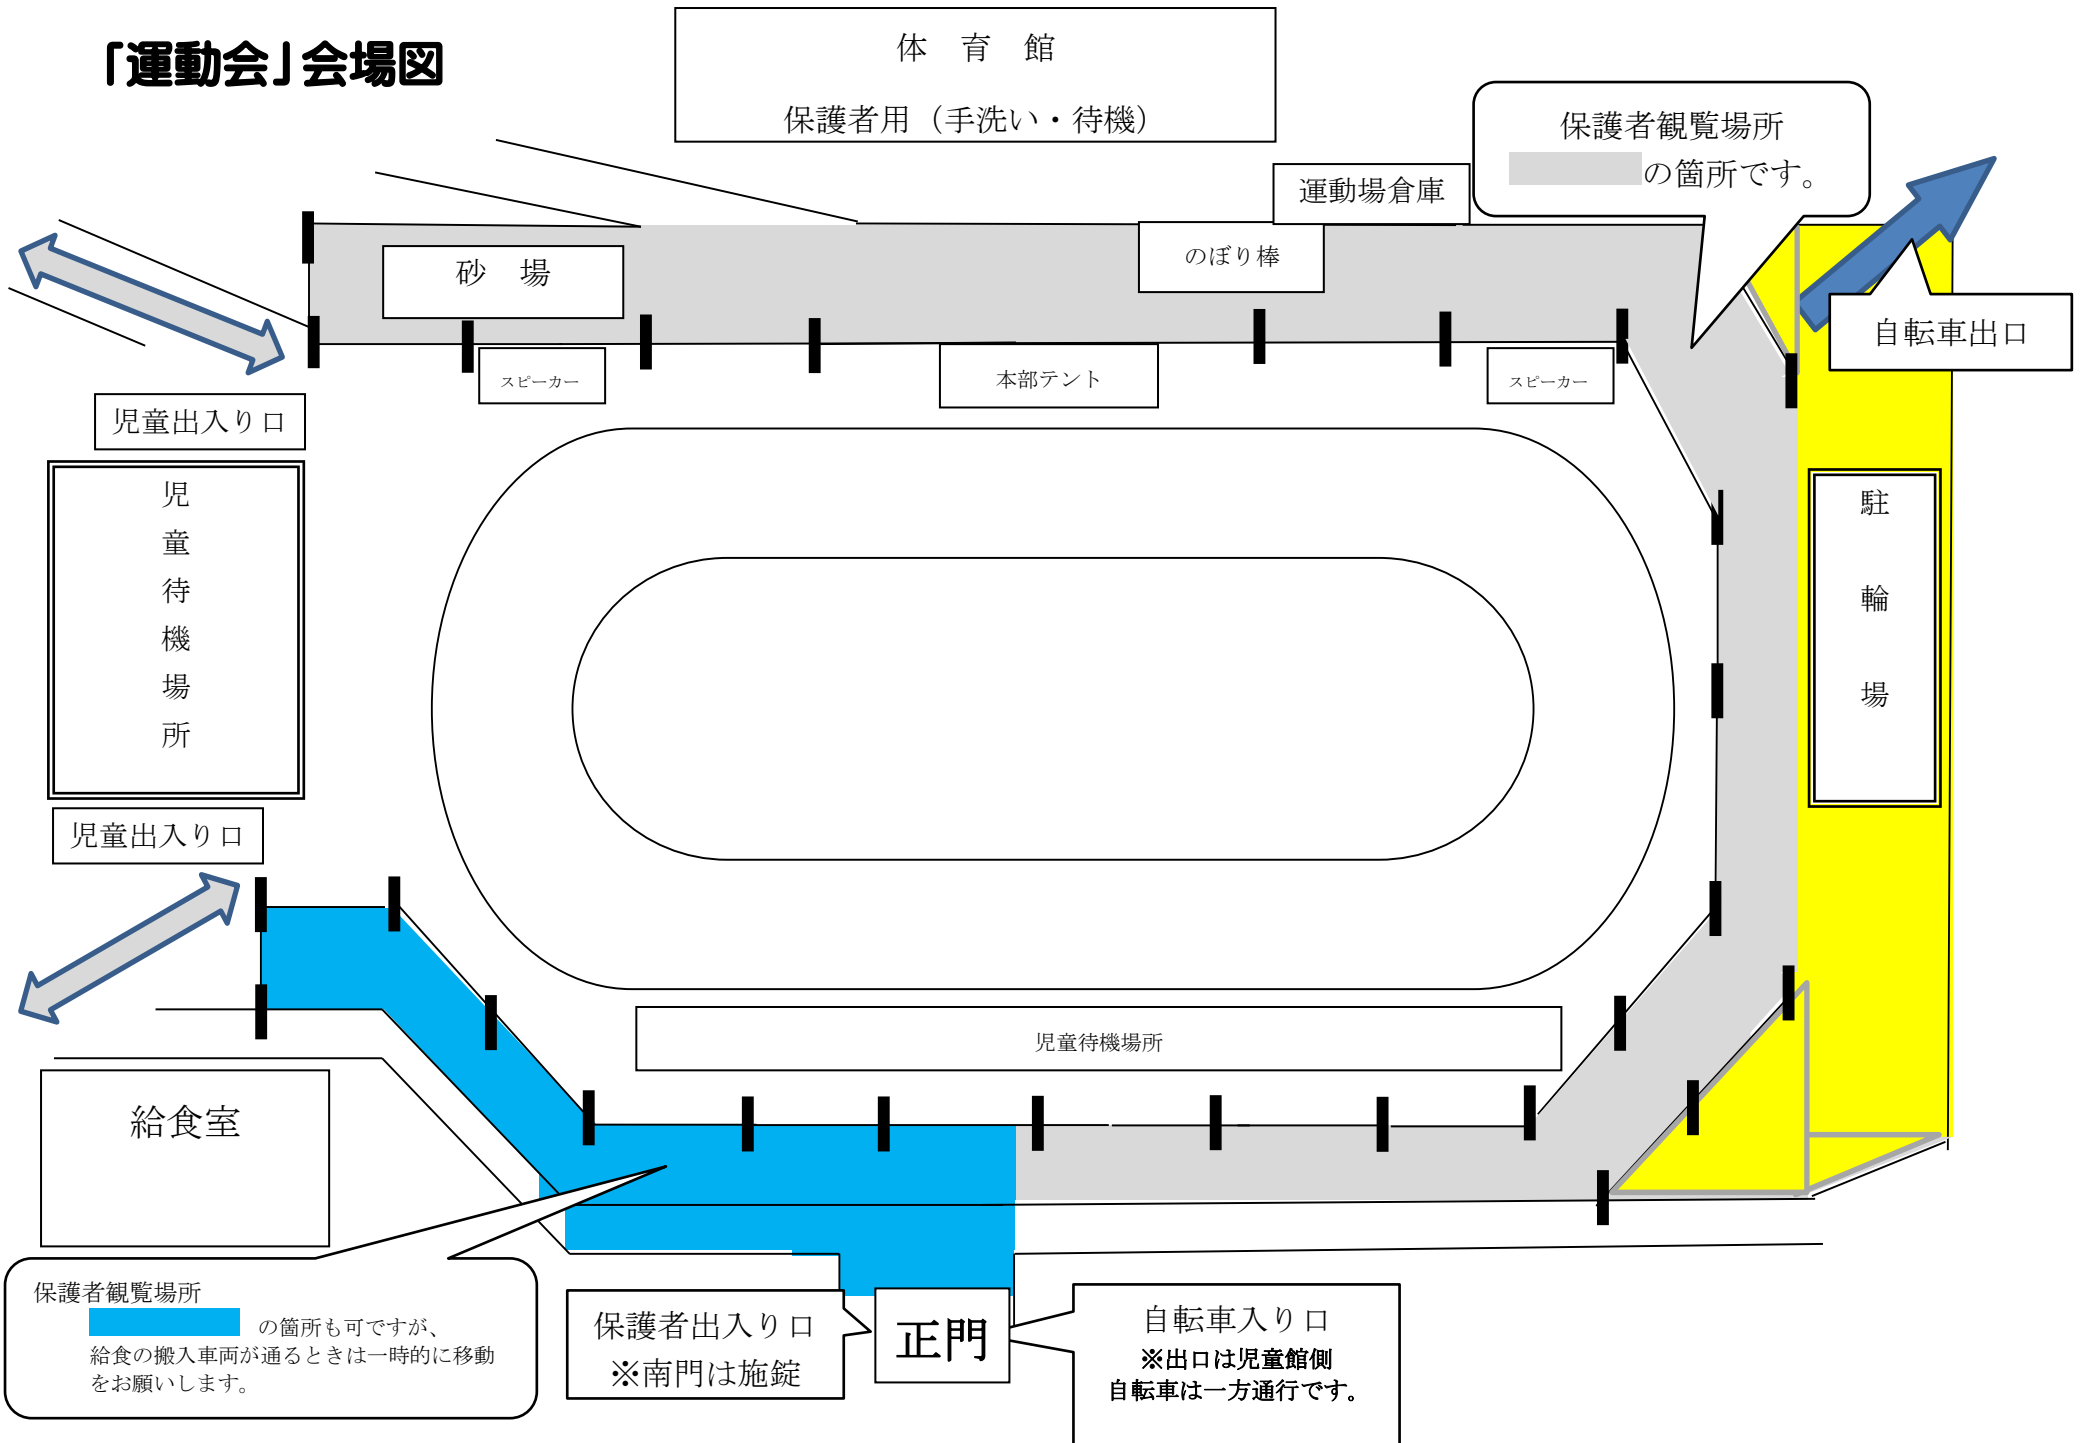 「運動会」会場図
体　育　館
保護者用（手洗い・待機）
保護者観覧場所
の箇所です。
運動場倉庫
のぼり棒
砂　場
自転車出口
スピーカー
本部テント
スピーカー
児童出入り口
児童待機場所
駐輪場
児童出入り口
児童待機場所
給食室
保護者観覧場所
の箇所も可ですが、
給食の搬入車両が通るときは一時的に移動
をお願いします。
保護者出入り口
※南門は施錠
正門
自転車入り口
※出口は児童館側
自転車は一方通行です。